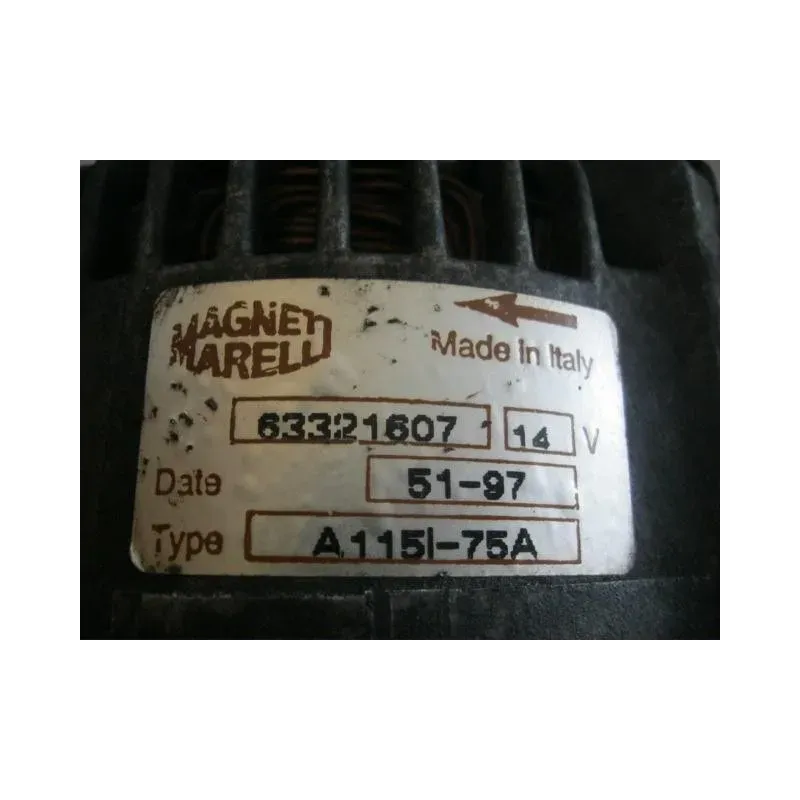 MAGNETI
MARELLI
Made in Italy
63321607 14 V
Date 51-97
Type A115I-75A